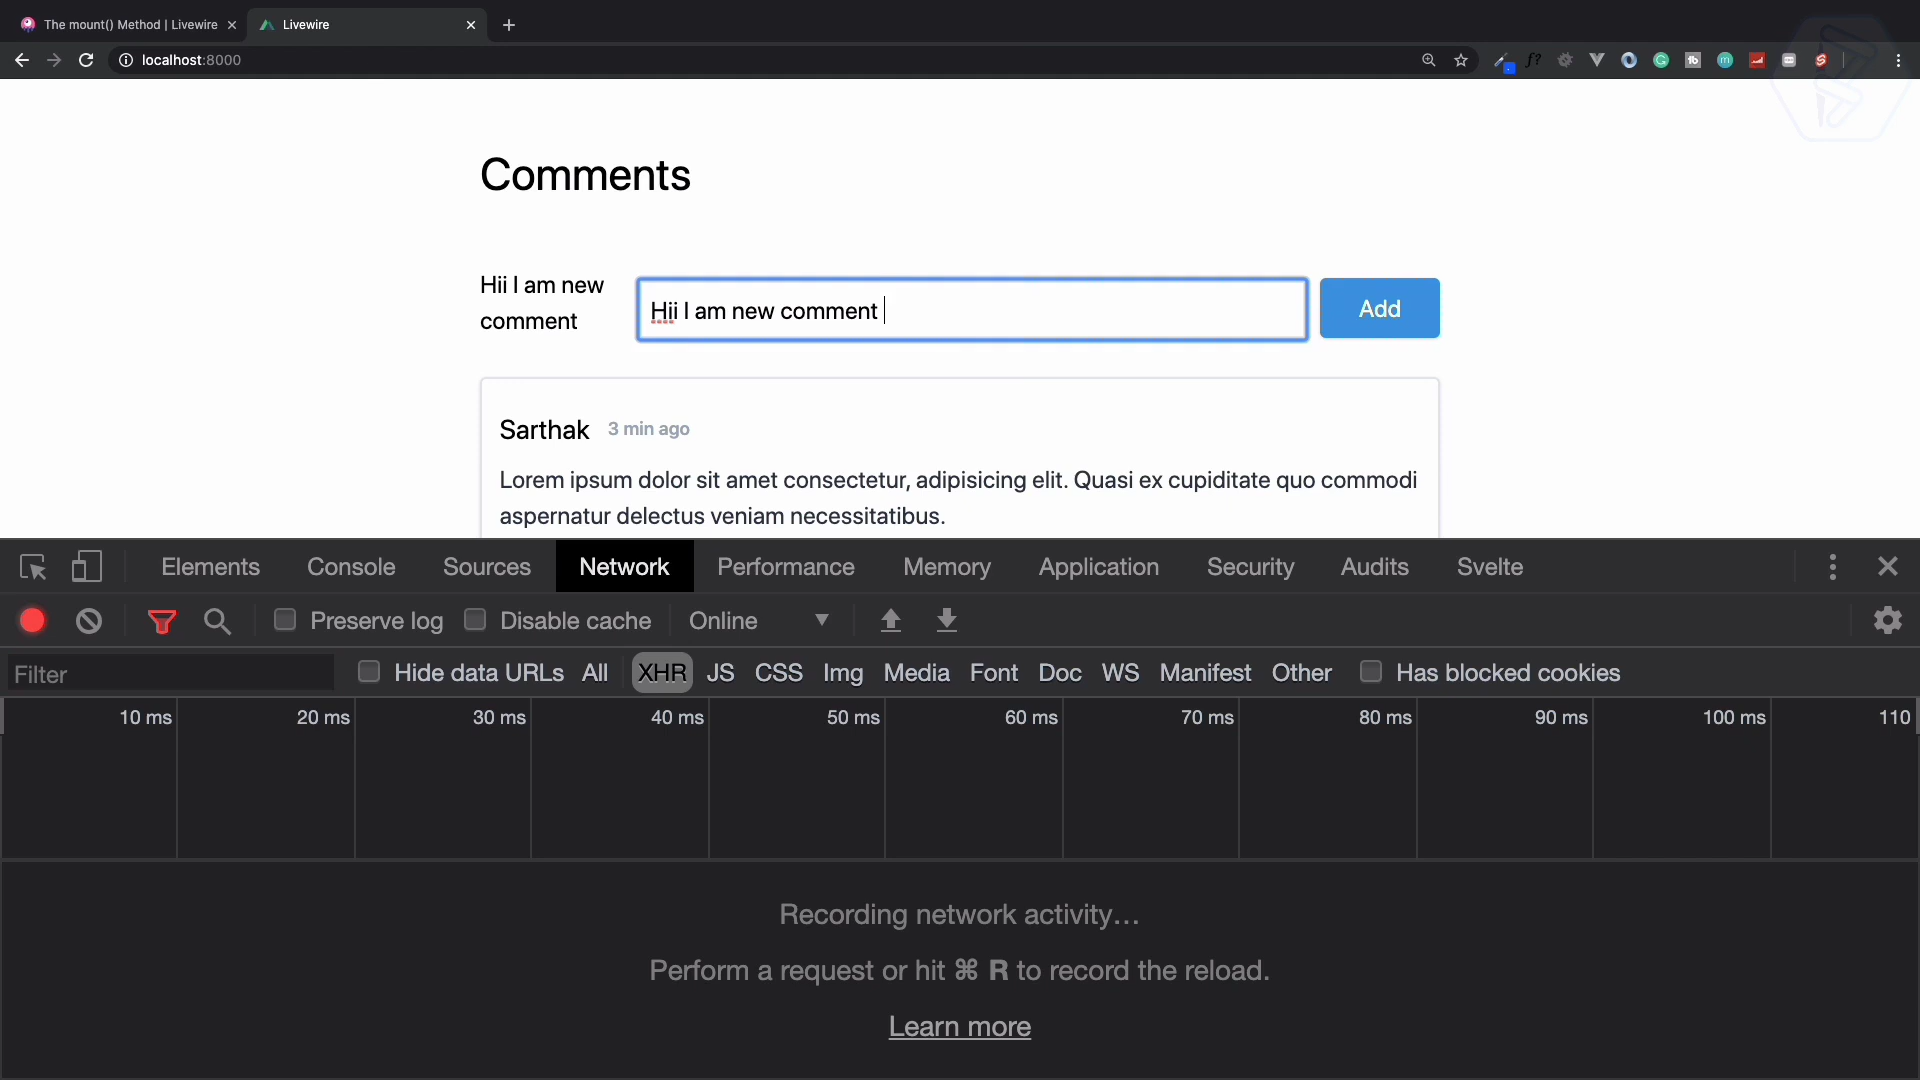 The mount() Method | Livewire
Livewire
localhost:8000
Comments
Hii I am new
comment
Hii I am new comment
Add
Sarthak 3 min ago
Lorem ipsum dolor sit amet consectetur, adipisicing elit. Quasi ex cupiditate quo commodi
aspernatur delectus veniam necessitatibus.
Elements Console Sources Network Performance Memory Application Security Audits Svelte
Preserve log Disable cache Online
Filter Hide data URLs All XHR JS CSS Img Media Font Doc WS Manifest Other Has blocked cookies
10 ms 20 ms 30 ms 40 ms 50 ms 60 ms 70 ms 80 ms 90 ms 100 ms 110
Recording network activity…
Perform a request or hit ⌘ R to record the reload.
Learn more